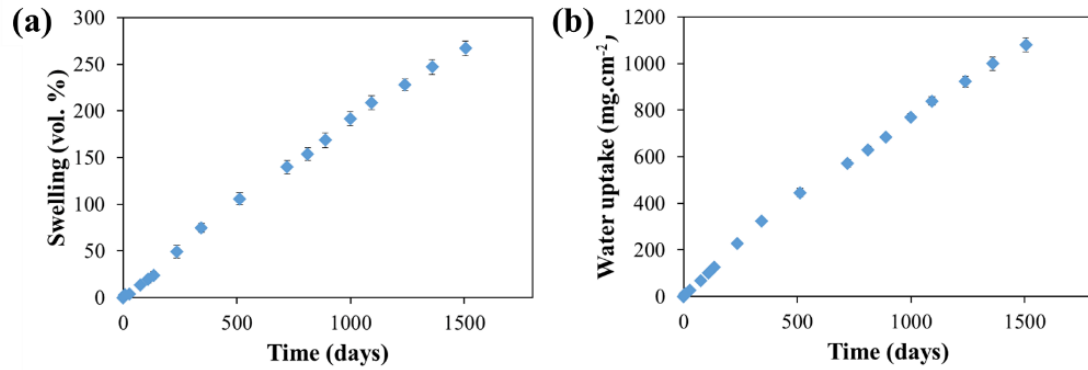 (a)
300
250
200
150
100
50
0
Swelling (vol. %)
0 500 1000 1500
Time (days)
(b)
1200
1000
800
600
400
200
0
Water uptake (mg.cm-2)
0 500 1000 1500
Time (days)